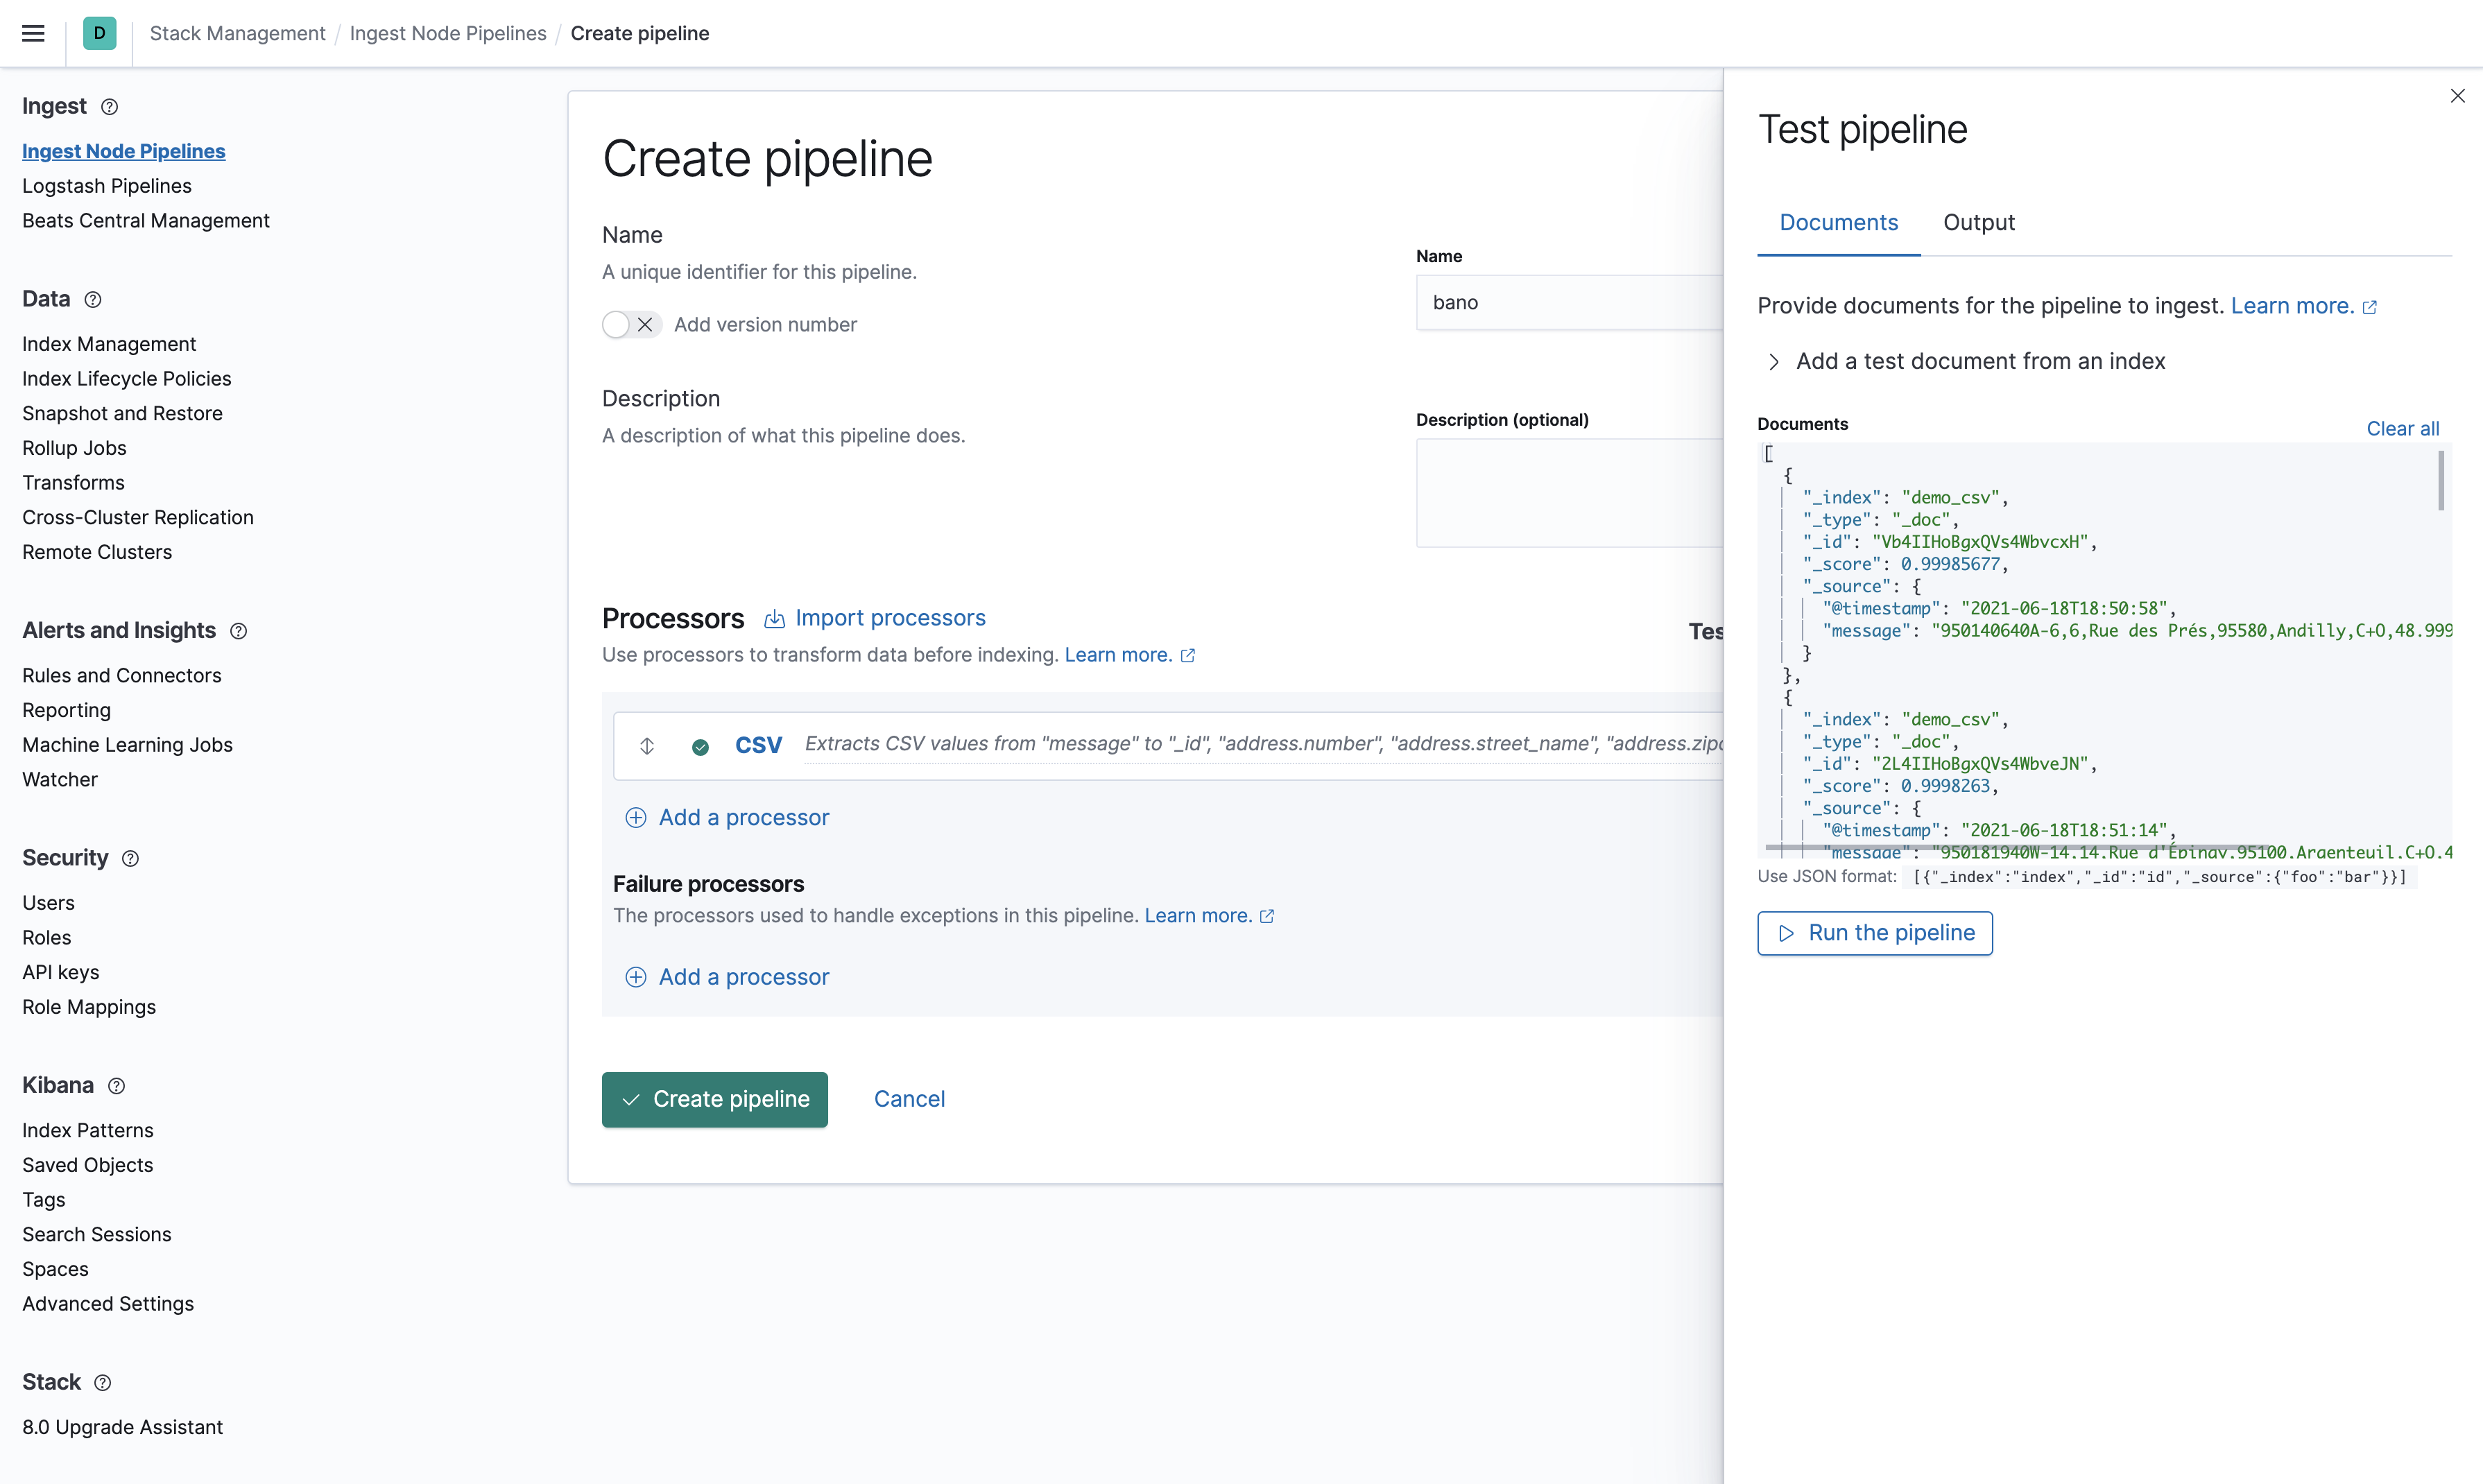 D Stack Management / Ingest Node Pipelines / Create pipeline
Ingest
Ingest Node Pipelines
Logstash Pipelines
Beats Central Management
Data
Index Management
Index Lifecycle Policies
Snapshot and Restore
Rollup Jobs
Transforms
Cross-Cluster Replication
Remote Clusters
Alerts and Insights
Rules and Connectors
Reporting
Machine Learning Jobs
Watcher
Security
Users
Roles
API keys
Role Mappings
Kibana
Index Patterns
Saved Objects
Tags
Search Sessions
Spaces
Advanced Settings
Stack
8.0 Upgrade Assistant
Create pipeline
Name
A unique identifier for this pipeline.
Add version number
Name
bano
Description
A description of what this pipeline does.
Description (optional)
Processors Import processors
Use processors to transform data before indexing. Learn more.
Tes
CSV Extracts CSV values from "message" to "_id", "address.number", "address.street_name", "address.zipc
Add a processor
Failure processors
The processors used to handle exceptions in this pipeline. Learn more.
Add a processor
Create pipeline Cancel
Test pipeline
Documents Output
Provide documents for the pipeline to ingest. Learn more.
Add a test document from an index
Documents Clear all
[
{
"_index": "demo_csv",
"_type": "_doc",
"_id": "Vb4IIHoBgxQVs4WbvcxH",
"_score": 0.99985677,
"_source": {
"@timestamp": "2021-06-18T18:50:58",
"message": "950140640A-6,6,Rue des Prés,95580,Andilly,C+O,48.999
}
},
{
"_index": "demo_csv",
"_type": "_doc",
"_id": "2L4IIHoBgxQVs4WbveJN",
"_score": 0.9998263,
"_source": {
"@timestamp": "2021-06-18T18:51:14",
"message": "950181940W-14,14,Rue d'Épinay,95100,Argenteuil,C+O,4
Use JSON format: [{"_index":"index","_id":"id","_source":{"foo":"bar"}}]
Run the pipeline